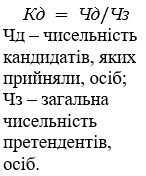 Кд = Чд/Чз
Чд – чисельність
кандидатів, яких
прийняли, осіб;
Чз – загальна
чисельність
претендентів,
осіб.